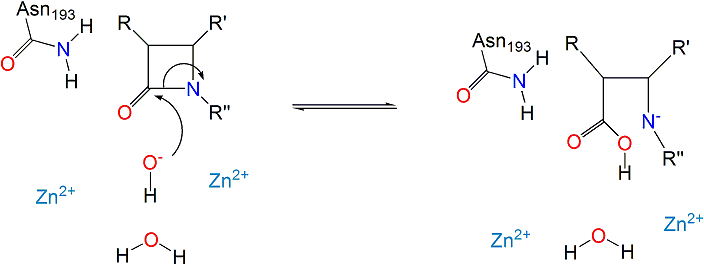 Asn193
O
N
H
H
R
R'
O
N
R''
O-
H
Zn2+
Zn2+
H
O
H
Asn193
O
N
H
H
R
R'
O
O
H
N-
R''
Zn2+
Zn2+
H
O
H